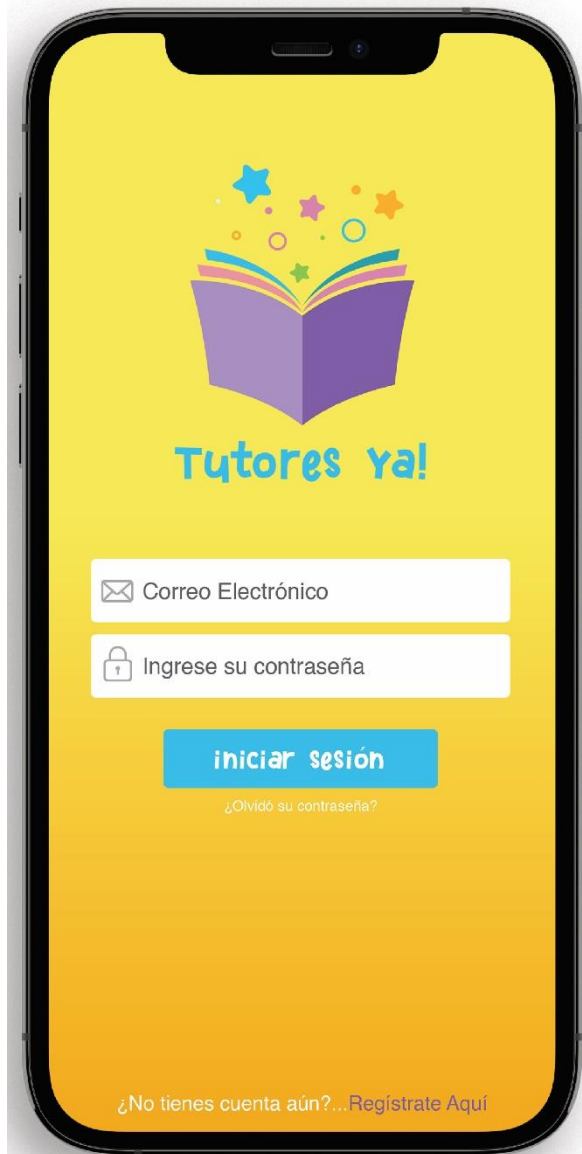 Tutores Ya!
Correo Electrónico
Ingrese su contraseña
iniciar sesión
¿Olvidó su contraseña?
¿No tienes cuenta aún?...Regístrate Aquí